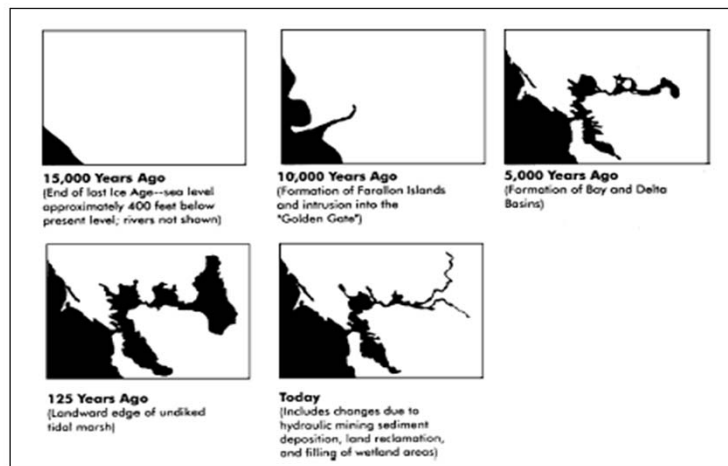 15,000 Years Ago
(End of last Ice Age--sea level
approximately 400 feet below
present level; rivers not shown)
10,000 Years Ago
(Formation of Farallon Islands
and intrusion into the
"Golden Gate")
5,000 Years Ago
(Formation of Bay and Delta
Basins)
125 Years Ago
(Landward edge of undiked
tidal marsh)
Today
(Includes changes due to
hydraulic mining sediment
deposition, land reclamation,
and filling of wetland areas)